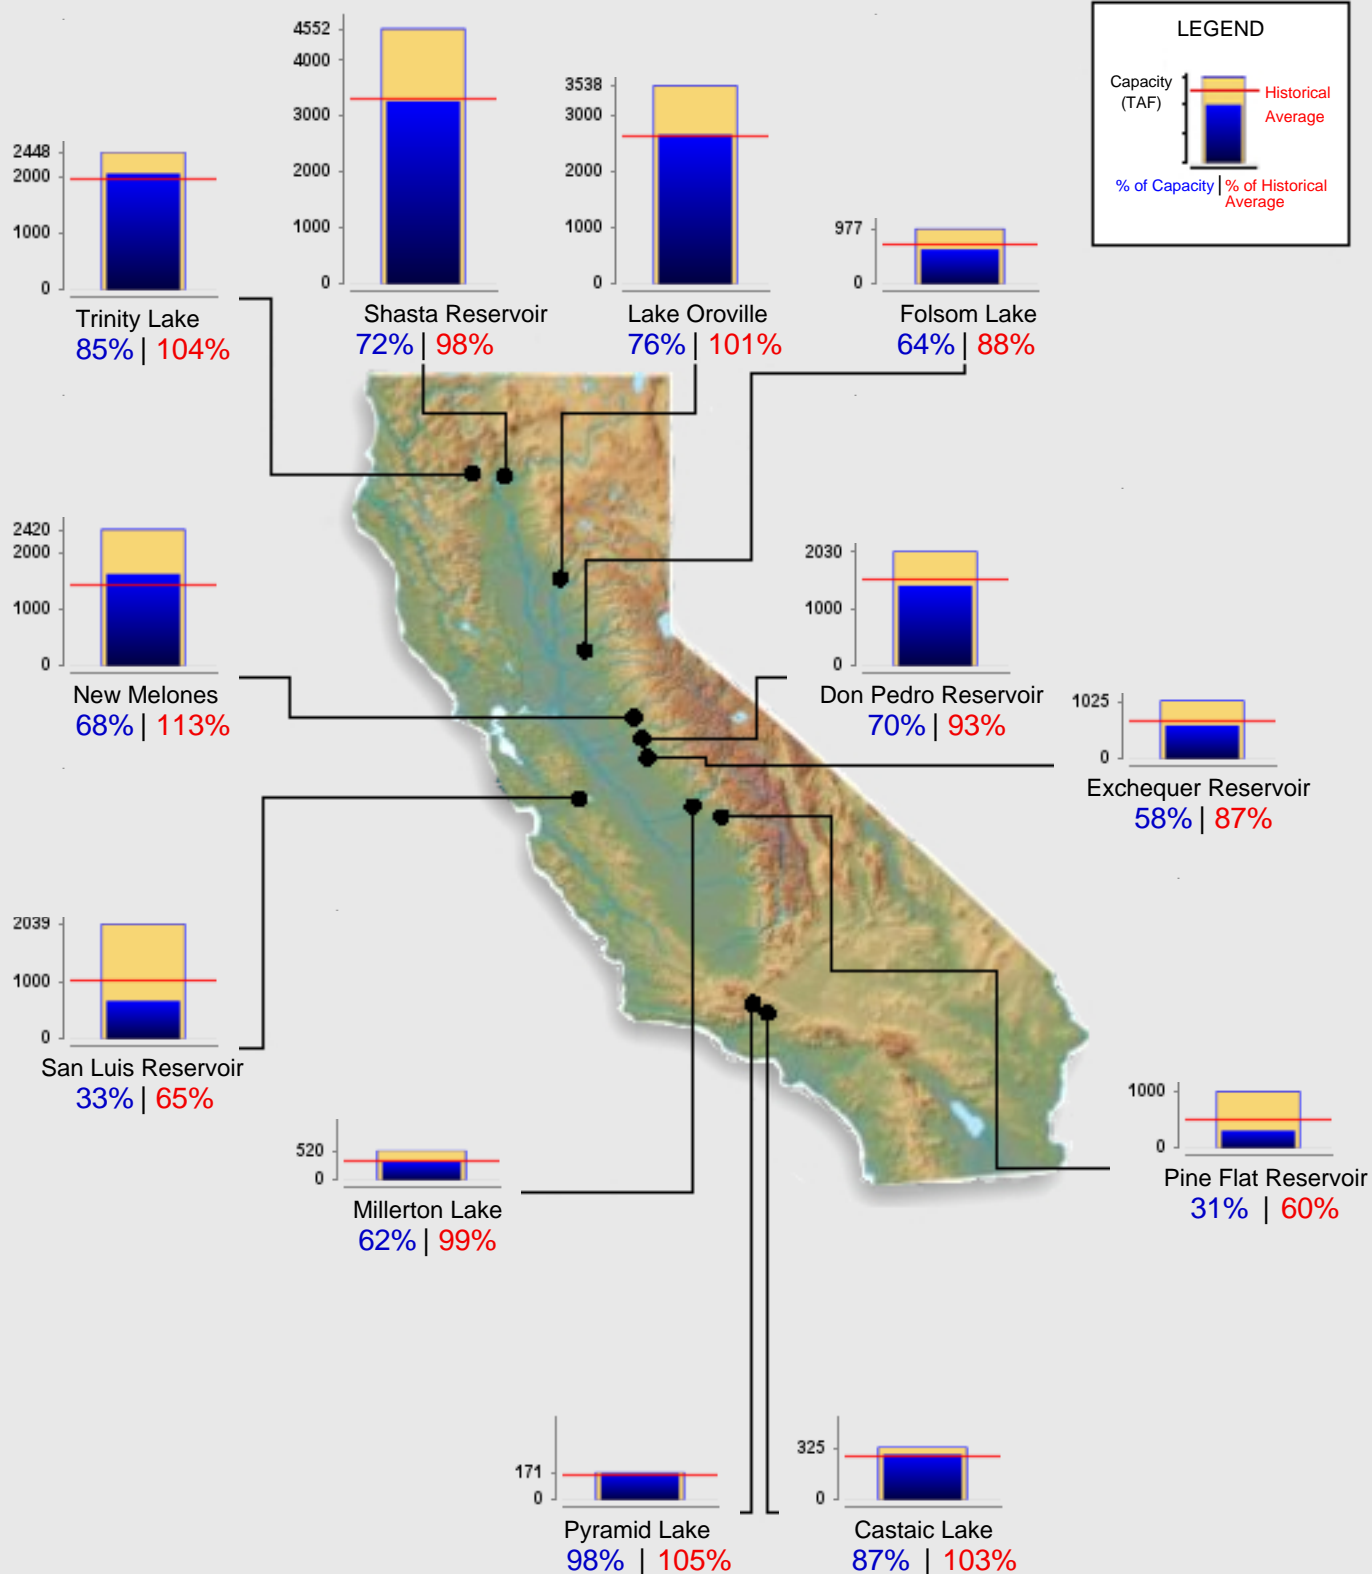 LEGEND
Capacity
(TAF)
Historical
Average
% of Capacity | % of Historical
Average
4552
4000
3000
2000
1000
0
Shasta Reservoir
72% | 98%
3538
3000
2000
1000
0
Lake Oroville
76% | 101%
2448
2000
1000
0
Trinity Lake
85% | 104%
977
0
Folsom Lake
64% | 88%
2420
2000
1000
0
New Melones
68% | 113%
2030
1000
0
Don Pedro Reservoir
70% | 93%
1025
0
Exchequer Reservoir
58% | 87%
2039
1000
0
San Luis Reservoir
33% | 65%
520
0
Millerton Lake
62% | 99%
1000
0
Pine Flat Reservoir
31% | 60%
171
0
Pyramid Lake
98% | 105%
325
0
Castaic Lake
87% | 103%